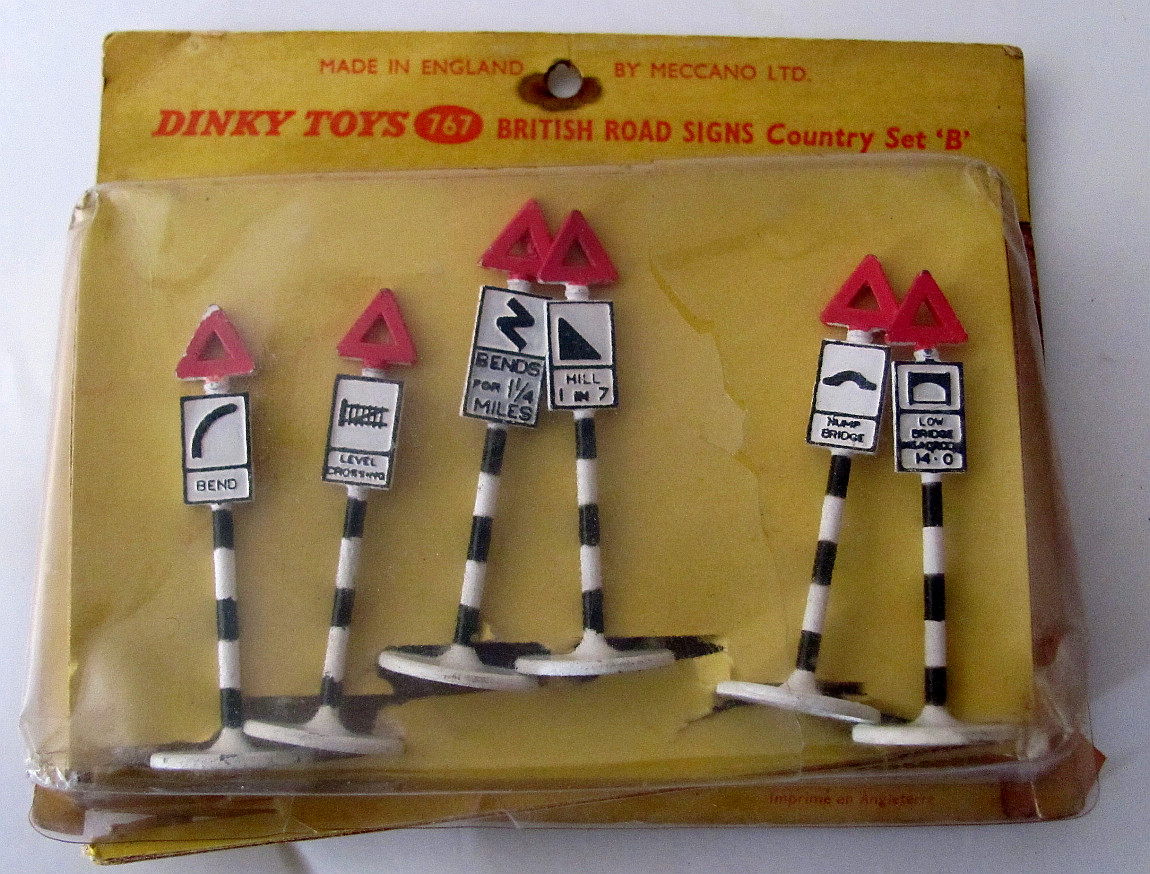 MADE IN ENGLAND BY MECCANO LTD.
DINKY TOYS 767 BRITISH ROAD SIGNS Country Set 'B'
BEND
LEVEL
CROSSING
BENDS
FOR 1¼
MILES
HILL
1 IN 7
HUMP
BRIDGE
LOW
BRIDGE
HEADROOM
14·0
Imprimé en Angleterre